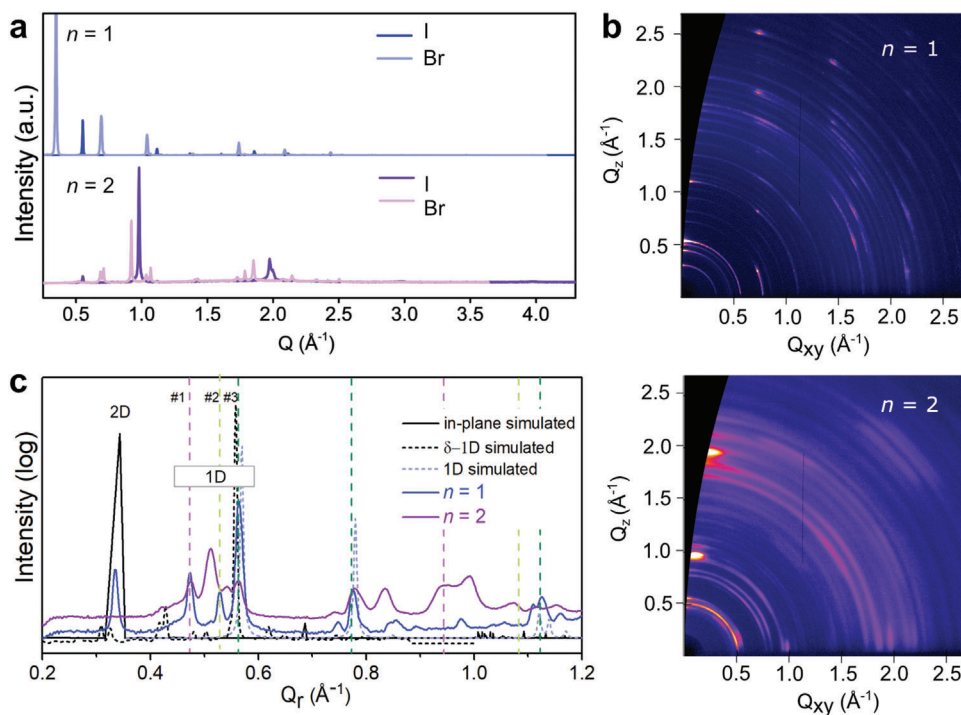 a
n = 1
I
Br
n = 2
I
Br
Intensity (a.u.)
0.5 1.0 1.5 2.0 2.5 3.0 3.5 4.0
Q (Å⁻¹)
b
n = 1
2.5
2.0
1.5
1.0
0.5
Qz (Å⁻¹)
0.5 1.0 1.5 2.0 2.5
Qxy (Å⁻¹)
c
2D
#1 #2 #3
1D
in-plane simulated
δ–1D simulated
1D simulated
n = 1
n = 2
Intensity (log)
0.2 0.4 0.6 0.8 1.0 1.2
Qr (Å⁻¹)
n = 2
2.5
2.0
1.5
1.0
0.5
Qz (Å⁻¹)
0.5 1.0 1.5 2.0 2.5
Qxy (Å⁻¹)